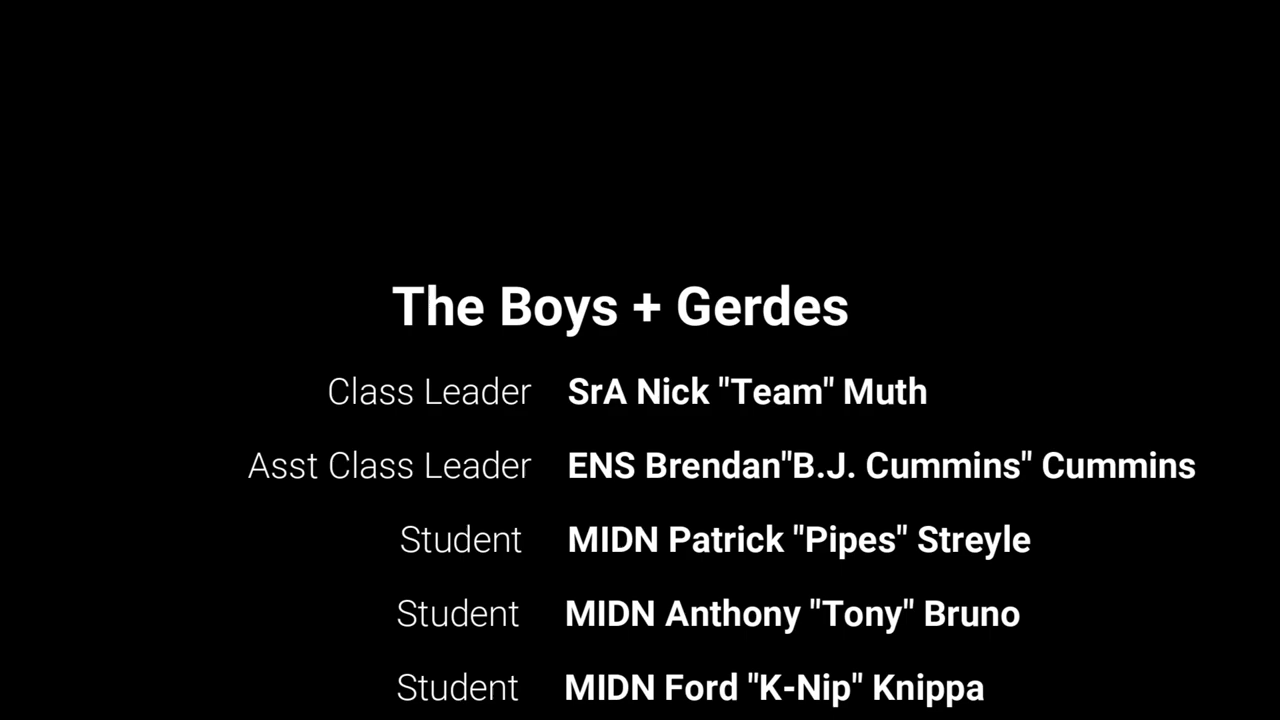 The Boys + Gerdes
Class Leader SrA Nick "Team" Muth
Asst Class Leader ENS Brendan"B.J. Cummins" Cummins
Student MIDN Patrick "Pipes" Streyle
Student MIDN Anthony "Tony" Bruno
Student MIDN Ford "K-Nip" Knippa